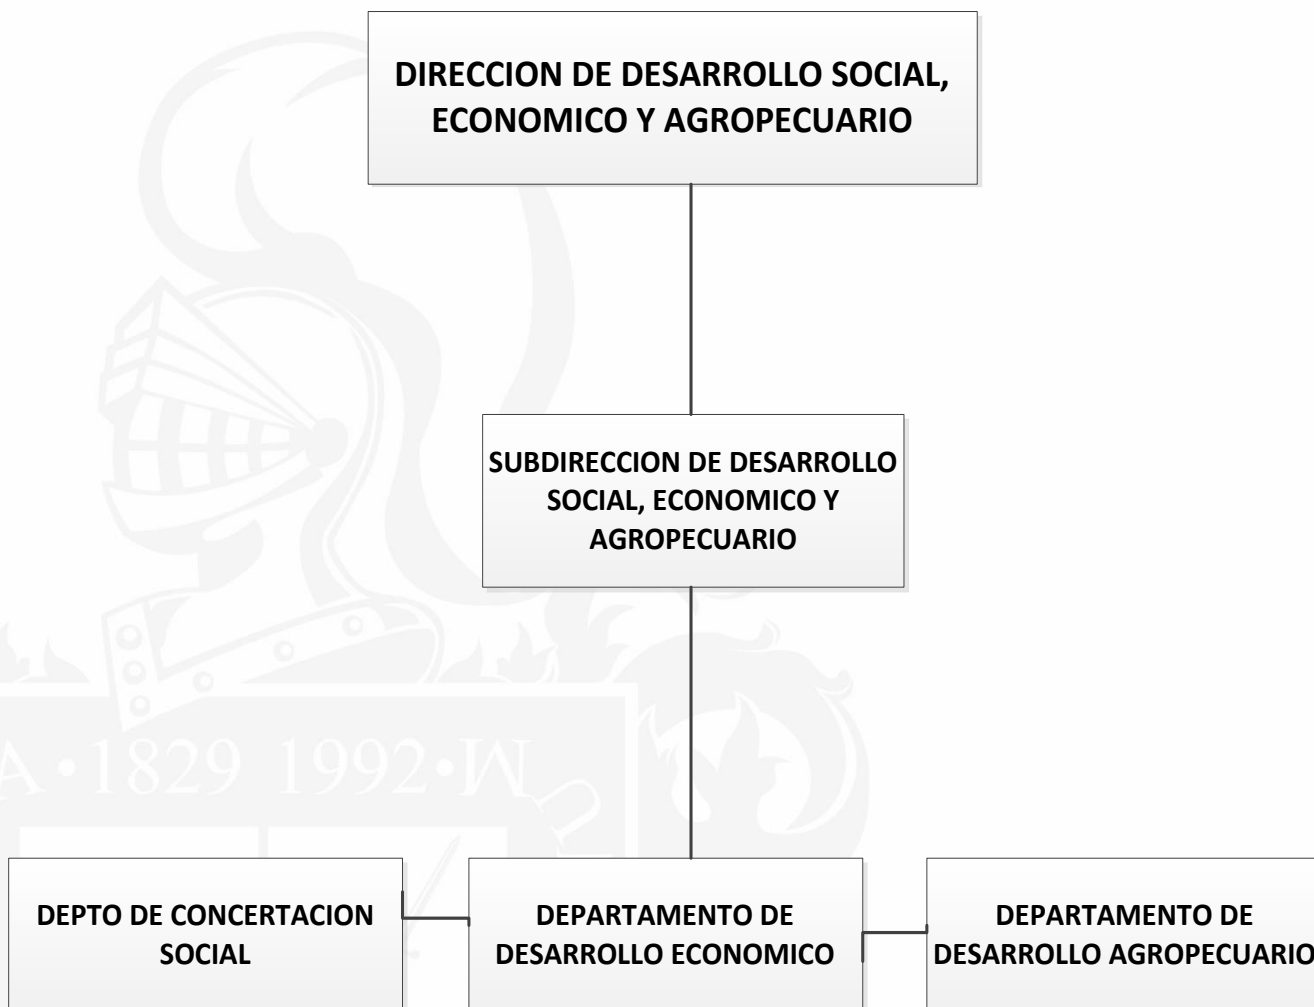 DIRECCION DE DESARROLLO SOCIAL,
ECONOMICO Y AGROPECUARIO
SUBDIRECCION DE DESARROLLO
SOCIAL, ECONOMICO Y
AGROPECUARIO
A•1829 1992•M
DEPTO DE CONCERTACION
SOCIAL
DEPARTAMENTO DE
DESARROLLO ECONOMICO
DEPARTAMENTO DE
DESARROLLO AGROPECUARIO